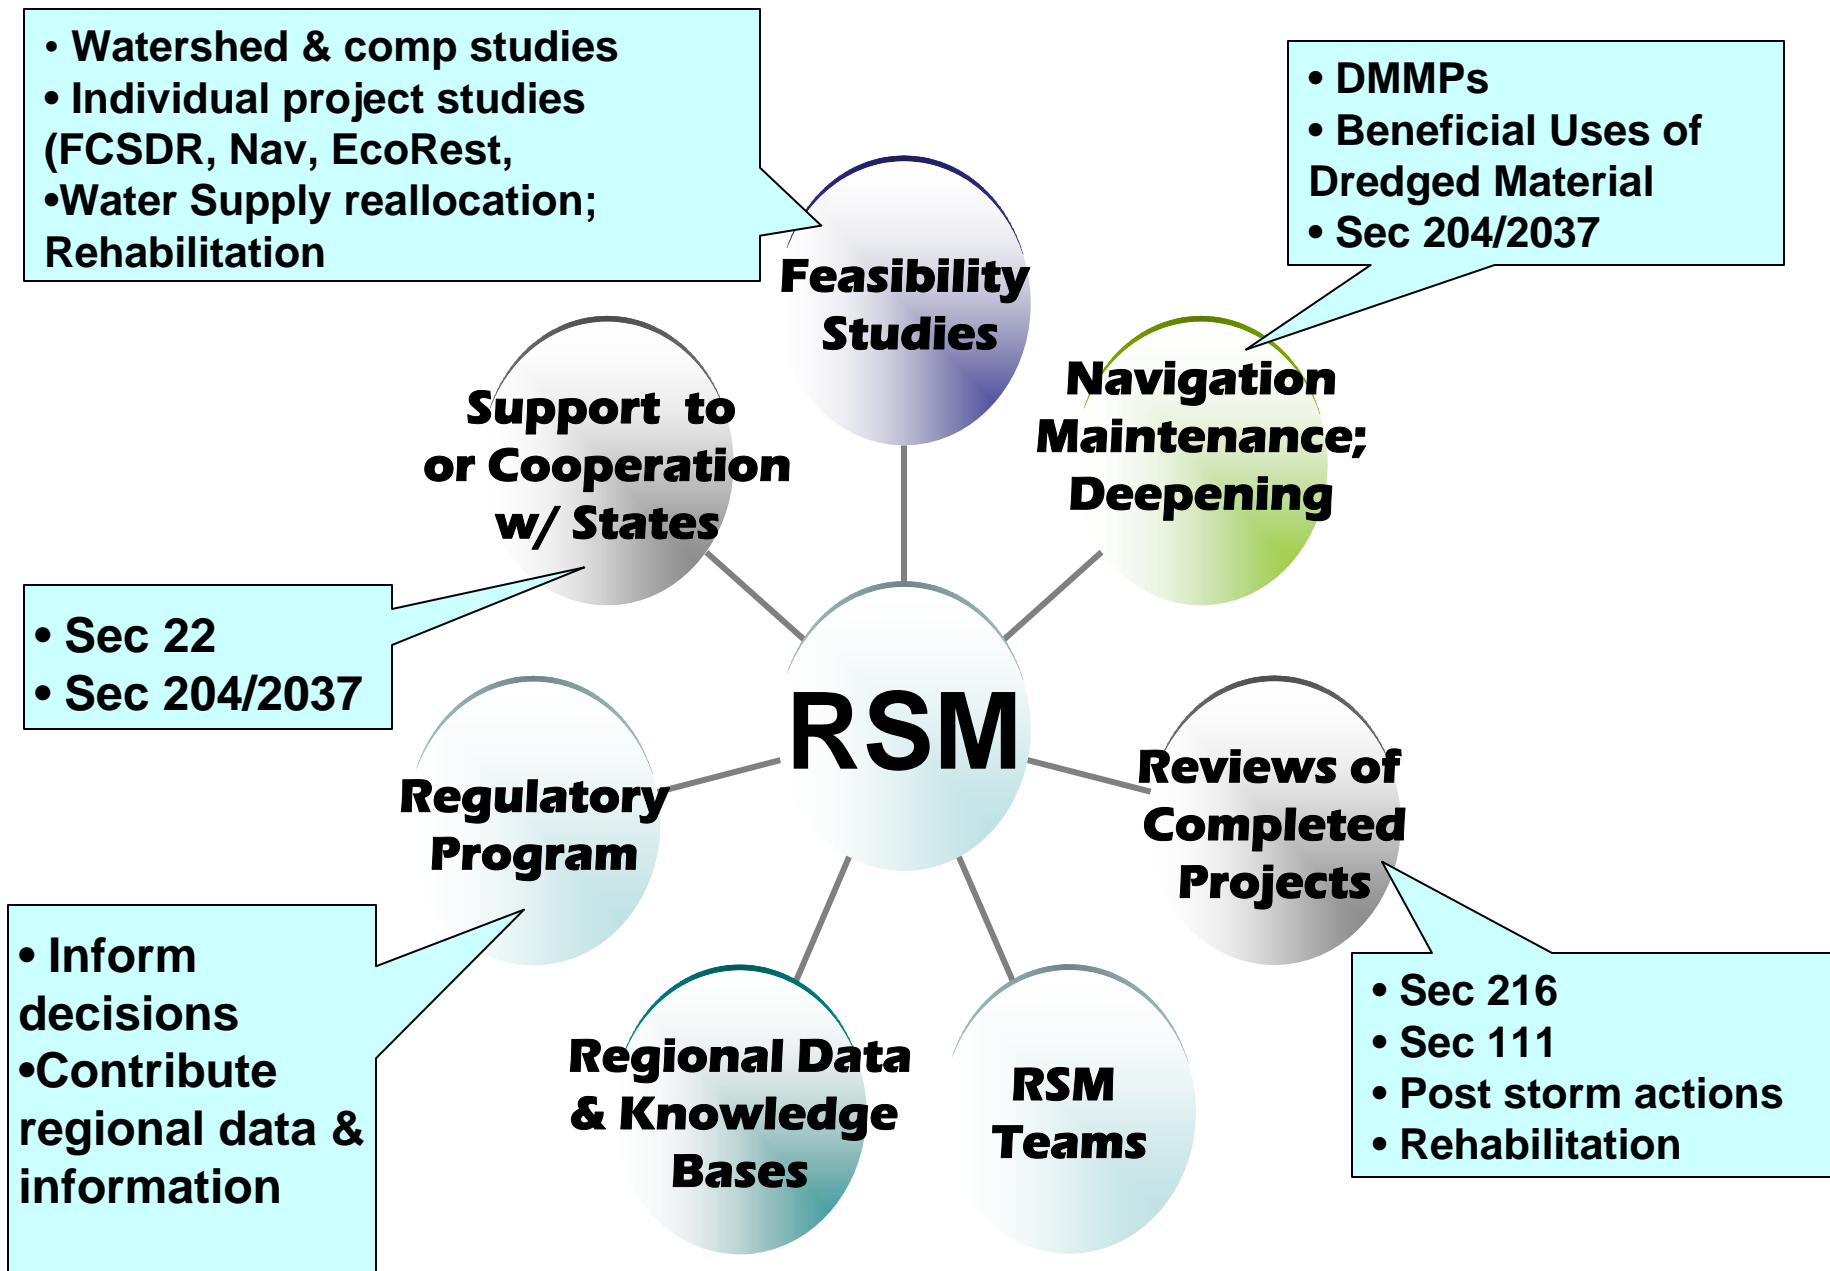 • Watershed & comp studies
• Individual project studies
(FCSDR, Nav, EcoRest,
•Water Supply reallocation;
Rehabilitation
• DMMPs
• Beneficial Uses of
Dredged Material
• Sec 204/2037
Feasibility
Studies
Navigation
Maintenance;
Deepening
Support to
or Cooperation
w/ States
• Sec 22
• Sec 204/2037
RSM
Regulatory
Program
Reviews of
Completed
Projects
• Inform
decisions
•Contribute
regional data &
information
Regional Data
& Knowledge
Bases
RSM
Teams
• Sec 216
• Sec 111
• Post storm actions
• Rehabilitation